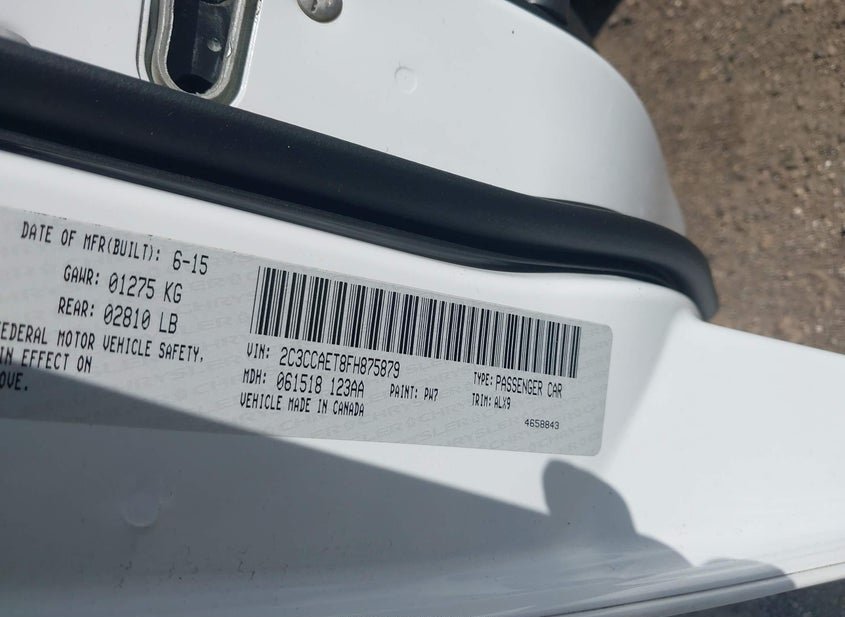 DATE OF MFR(BUILT): 6-15
GAWR: 01275 KG
REAR: 02810 LB
FEDERAL MOTOR VEHICLE SAFETY,
IN EFFECT ON
OVE.
VIN: 2C3CCAET8FH875879
MDH: 061518 123AA
PAINT: PW7
VEHICLE MADE IN CANADA
TYPE: PASSENGER CAR
TRIM: ALX9
4658843